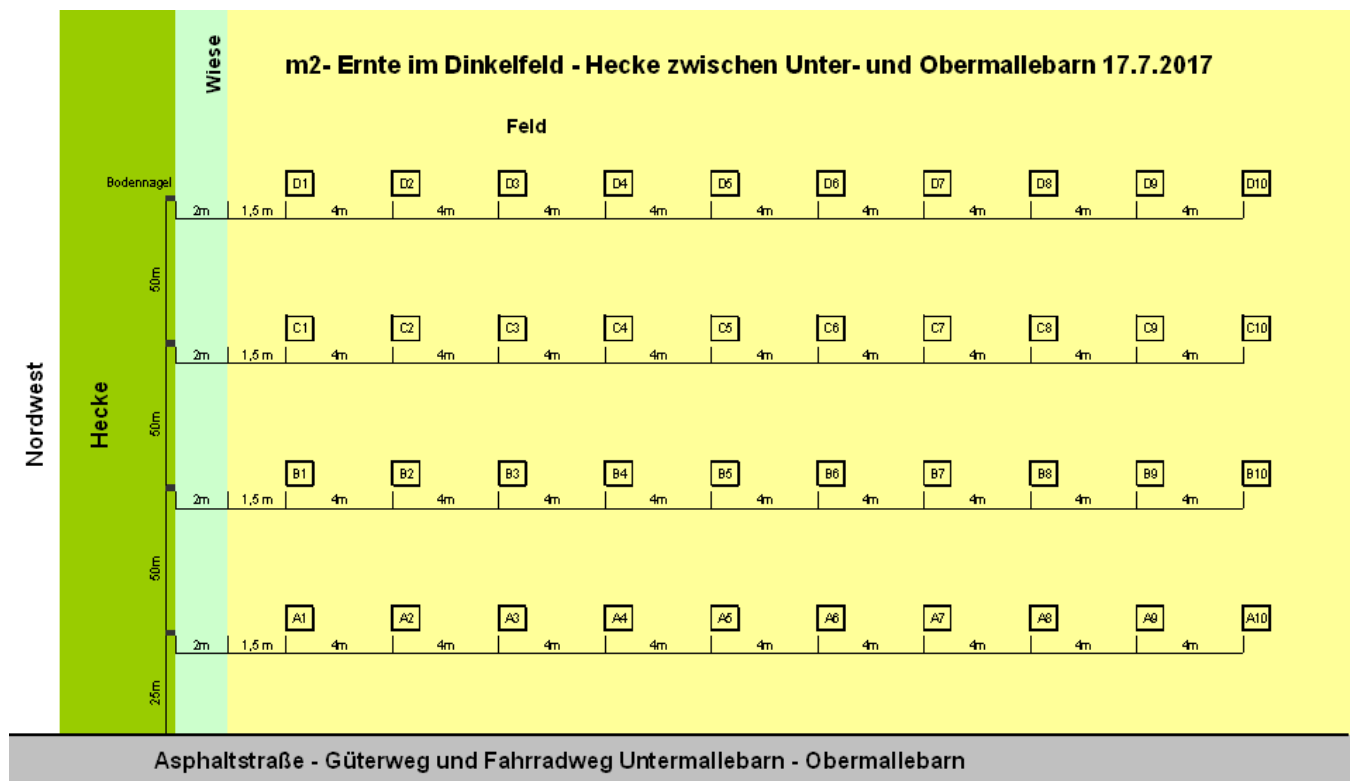 Wiese
m2- Ernte im Dinkelfeld - Hecke zwischen Unter- und Obermallebarn 17.7.2017
Feld
Bodennagel
D1 D2 D3 D4 D5 D6 D7 D8 D9 D10
2m 1,5 m 4m 4m 4m 4m 4m 4m 4m 4m 4m
50m
C1 C2 C3 C4 C5 C6 C7 C8 C9 C10
2m 1,5 m 4m 4m 4m 4m 4m 4m 4m 4m 4m
Nordwest
Hecke
50m
B1 B2 B3 B4 B5 B6 B7 B8 B9 B10
2m 1,5 m 4m 4m 4m 4m 4m 4m 4m 4m 4m
50m
A1 A2 A3 A4 A5 A6 A7 A8 A9 A10
2m 1,5 m 4m 4m 4m 4m 4m 4m 4m 4m 4m
25m
Asphaltstraße - Güterweg und Fahrradweg Untermallebarn - Obermallebarn